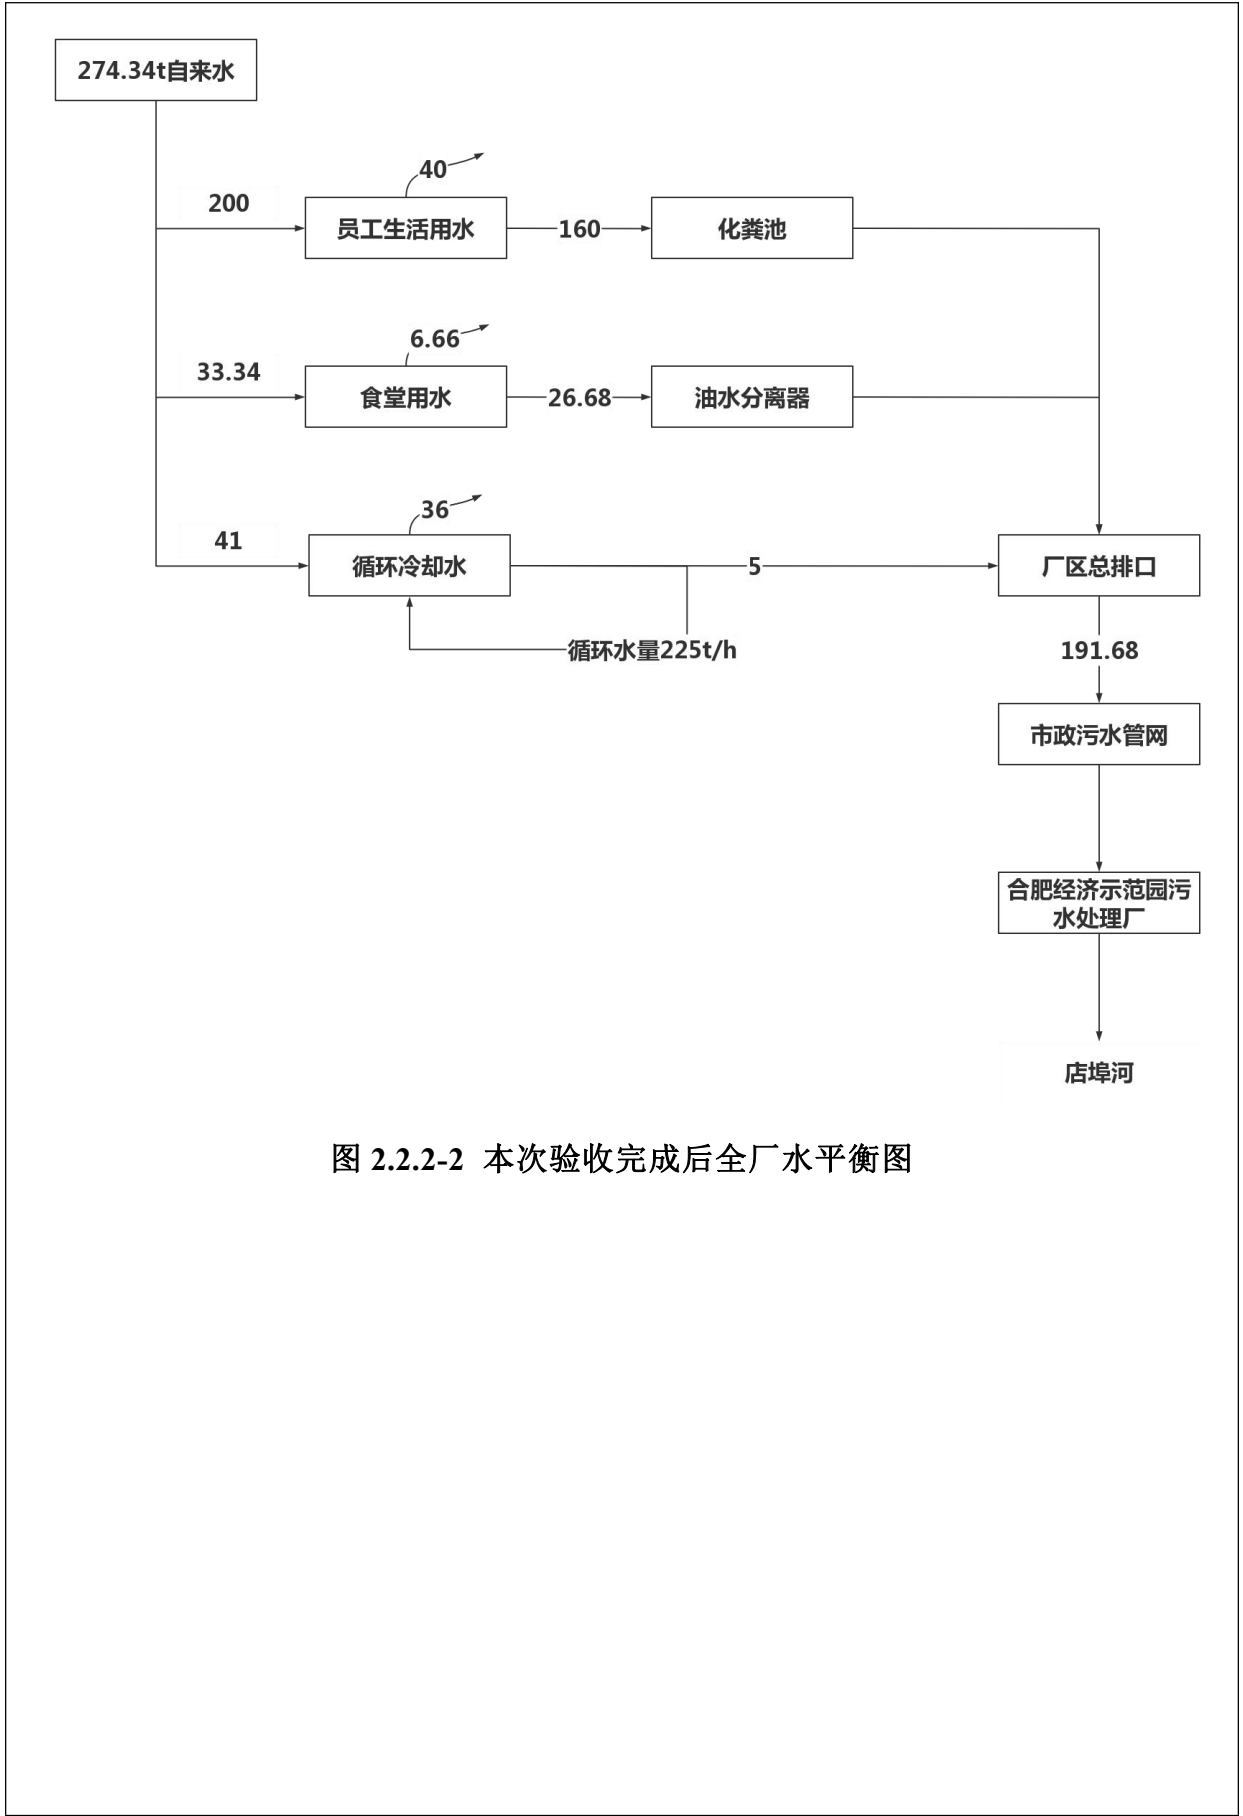 274.34t自来水
40
200
员工生活用水
160
化粪池
6.66
33.34
食堂用水
26.68
油水分离器
36
41
循环冷却水
5
厂区总排口
循环水量225t/h
191.68
市政污水管网
合肥经济示范园污
水处理厂
店埠河
图 2.2.2-2 本次验收完成后全厂水平衡图